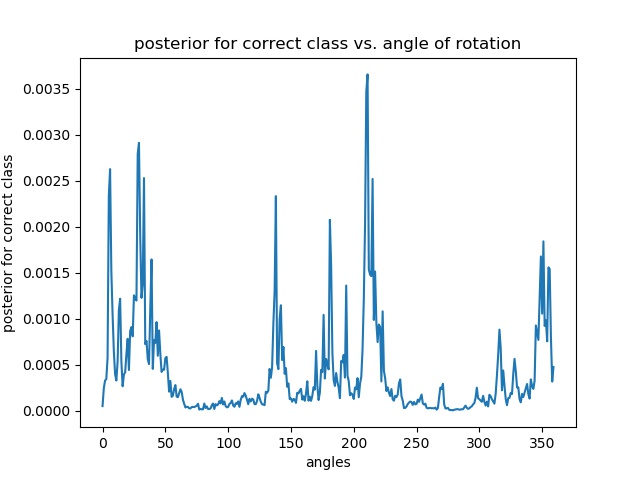 posterior for correct class vs. angle of rotation
posterior for correct class
0.0035
0.0030
0.0025
0.0020
0.0015
0.0010
0.0005
0.0000
0 50 100 150 200 250 300 350
angles